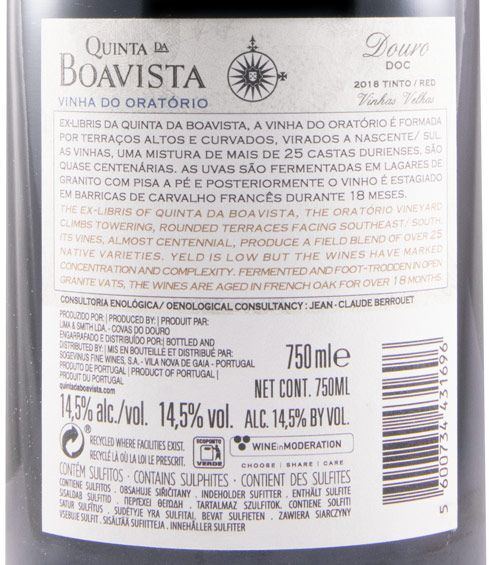 QUINTA DA
BOAVISTA
VINHA DO ORATÓRIO
Douro
DOC
2018 TINTO / RED
Vinhas Velhas
EX-LIBRIS DA QUINTA DA BOAVISTA, A VINHA DO ORATÓRIO É FORMADA
POR TERRAÇOS ALTOS E CURVADOS, VIRADOS A NASCENTE/ SUL.
AS VINHAS, UMA MISTURA DE MAIS DE 25 CASTAS DURIENSES, SÃO
QUASE CENTENÁRIAS. AS UVAS SÃO FERMENTADAS EM LAGARES DE
GRANITO COM PISA A PÉ E POSTERIORMENTE O VINHO É ESTAGIADO
EM BARRICAS DE CARVALHO FRANCÊS DURANTE 18 MESES.
THE EX-LIBRIS OF QUINTA DA BOAVISTA, THE ORATÓRIO VINEYARD
CLIMBS TOWERING, ROUNDED TERRACES FACING SOUTHEAST/ SOUTH.
ITS VINES, ALMOST CENTENNIAL, PRODUCE A FIELD BLEND OF OVER 25
NATIVE VARIETIES. YELD IS LOW BUT THE WINES HAVE MARKED
CONCENTRATION AND COMPLEXITY. FERMENTED AND FOOT-TRODDEN IN OPEN
GRANITE VATS, THE WINES ARE AGED IN FRENCH OAK FOR OVER 18 MONTHS.
CONSULTORIA ENOLÓGICA/ OENOLOGICAL CONSULTANCY : JEAN - CLAUDE BERROUET
PRODUZIDO POR: | PRODUCED BY: | PRODUIT PAR:
LIMA & SMITH LDA. - COVAS DO DOURO
ENGARRAFADO E DISTRIBUÍDO POR: | BOTTLED AND
DISTRIBUTED BY: | MIS EN BOUTEILLE ET DISTRIBUÉ PAR:
SOGEVINUS FINE WINES, S.A. - VILA NOVA DE GAIA - PORTUGAL
PRODUTO DE PORTUGAL | PRODUCT OF PORTUGAL |
PRODUIT DU PORTUGAL
quintadaboavista.com
750 ml e
NET CONT. 750ML
14,5% alc./vol. 14,5% vol. ALC. 14,5% BY VOL.
RECYCLED WHERE FACILITIES EXIST.
RECYCLÉ LÀ OÙ LA LOI LE PRESCRIT.
ECOPONTO
VERDE
WINE in MODERATION
CHOOSE | SHARE | CARE
CONTÉM SULFITOS - CONTAINS SULPHITES - CONTIENT DES SULFITES
CONTIENE SULFITOS - OBSAHUJE SIŘIČITANY - INDEHOLDER SULFITTER - ENTHÄLT SULFITE
SISALDAB SULFITID - ΠΕΡΙΕΧΕΙ ΘΕΙΩΔΗ - TARTALMAZ SZULFITOK - CONTIENE SOLFITI
SATUR SULFĪTUS - SUDĖTYJE YRA SULFITAI - BEVAT SULFIETEN - ZAWIERA SIARCZYNY
VSEBUJE SULFIT - SISÄLTÄÄ SULFIITTEJA - INNEHÅLLER SULFITTER
5 600734 431696